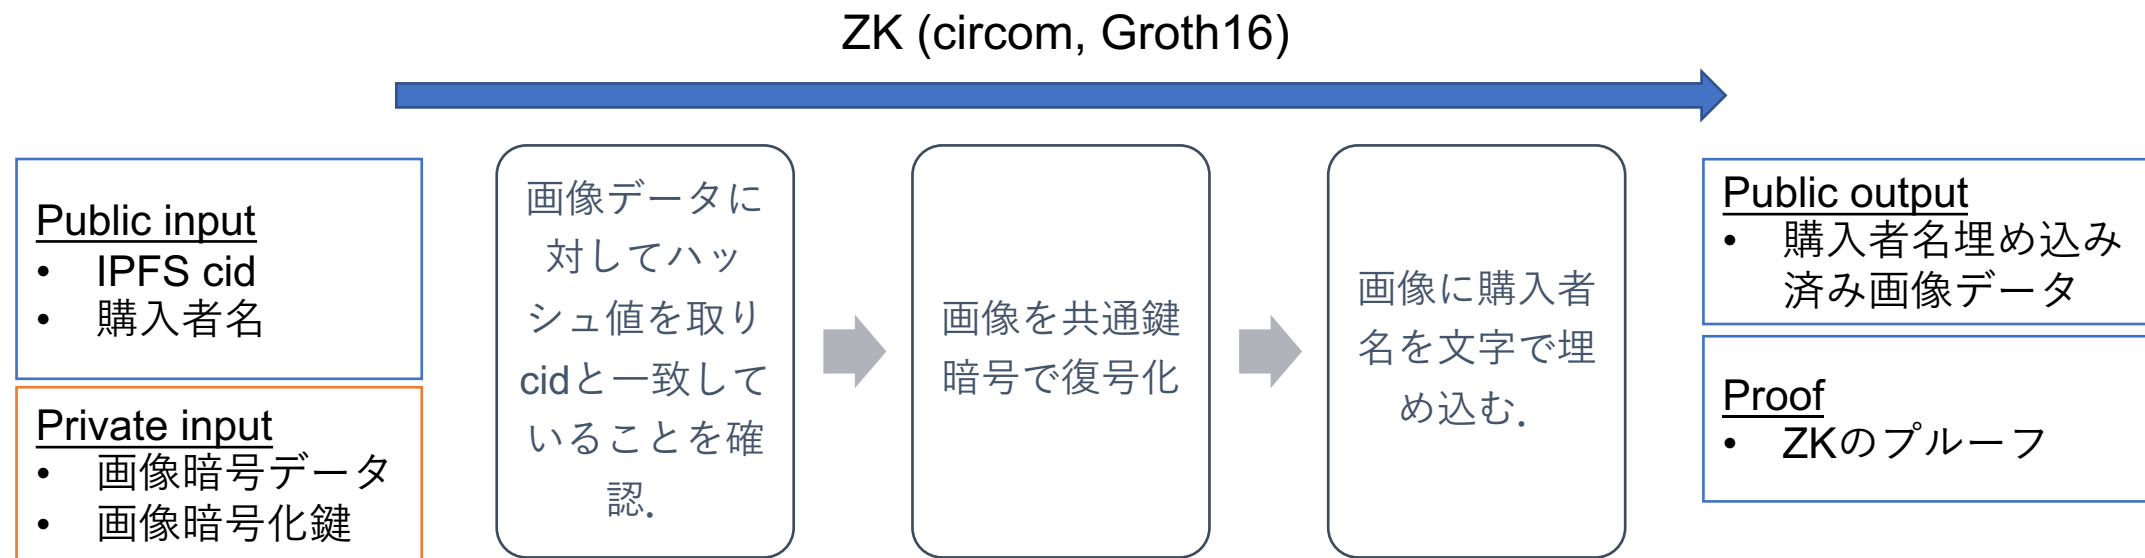 ZK (circom, Groth16)
Public input
• IPFS cid
• 購入者名
Private input
• 画像暗号データ
• 画像暗号化鍵
画像データに
対してハッ
シュ値を取り
cidと一致して
いることを確
認.
画像を共通鍵
暗号で復号化
画像に購入者
名を文字で埋
め込む.
Public output
• 購入者名埋め込み
済み画像データ
Proof
• ZKのプルーフ